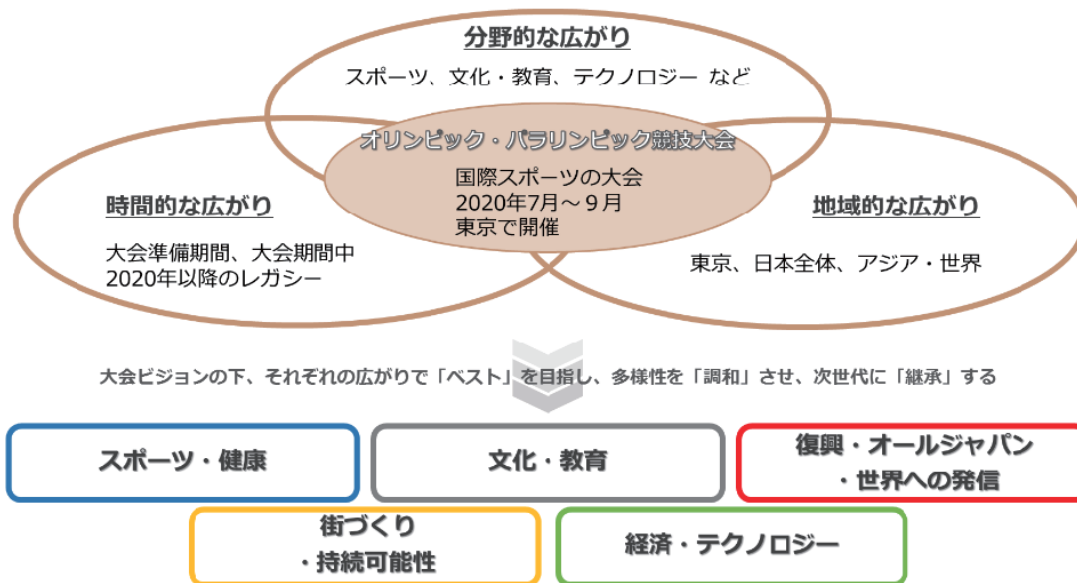 分野的な広がり
スポーツ、文化・教育、テクノロジー など
オリンピック・パラリンピック競技大会
国際スポーツの大会
2020年7月～９月
東京で開催
時間的な広がり
大会準備期間、大会期間中
2020年以降のレガシー
地域的な広がり
東京、日本全体、アジア・世界
大会ビジョンの下、それぞれの広がりで「ベスト」を目指し、多様性を「調和」させ、次世代に「継承」する
スポーツ・健康
文化・教育
復興・オールジャパン
・世界への発信
街づくり
・持続可能性
経済・テクノロジー